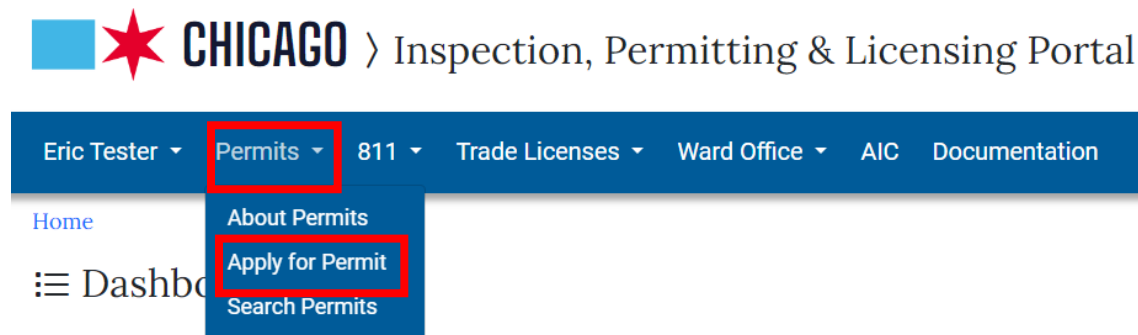 CHICAGO 〉 Inspection, Permitting & Licensing Portal
Eric Tester Permits 811 Trade Licenses Ward Office AIC Documentation
Home
About Permits
Apply for Permit
Dashbo
Search Permits